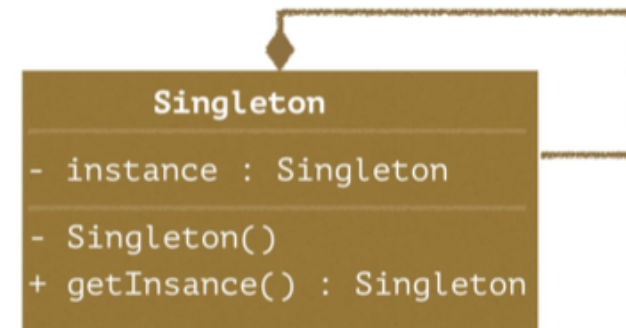 Singleton
- instance : Singleton
- Singleton()
+ getInsance() : Singleton